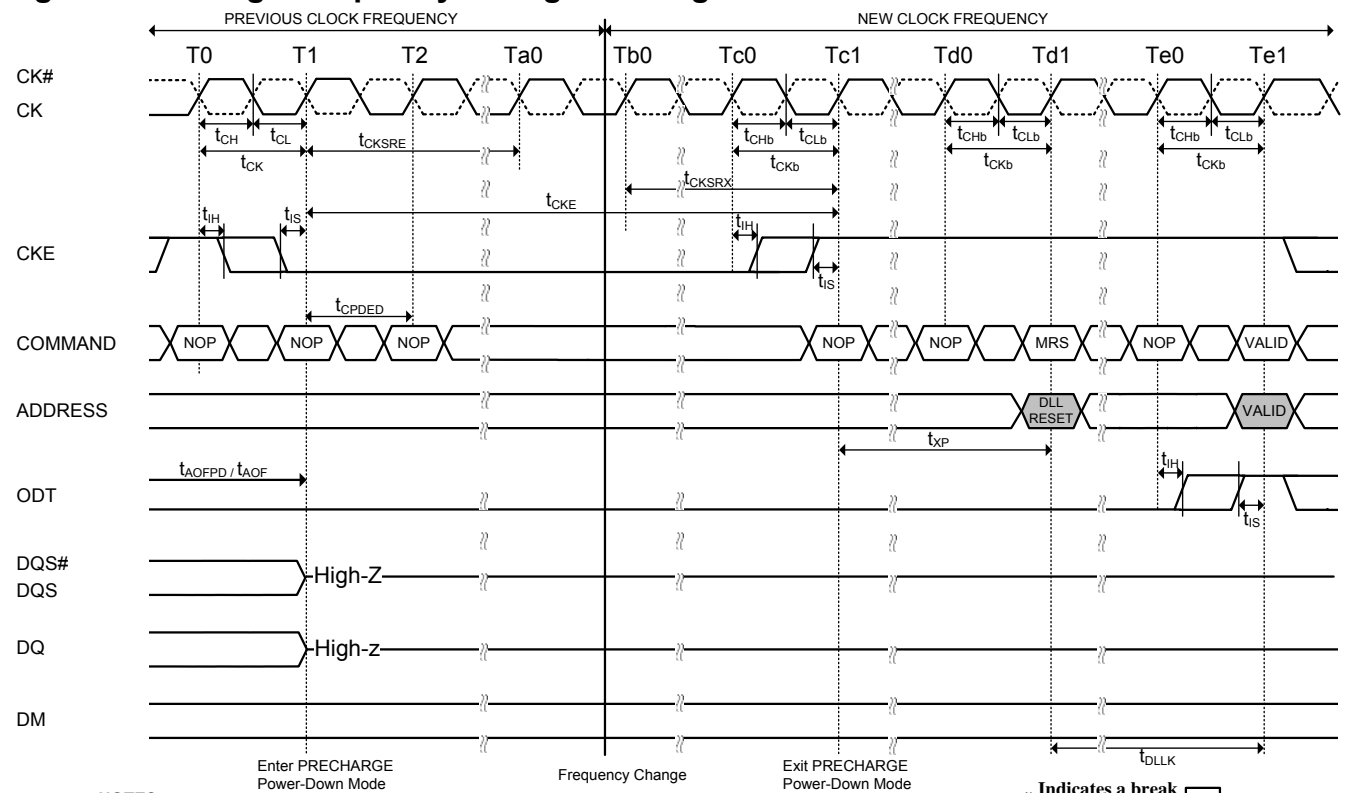 PREVIOUS CLOCK FREQUENCY NEW CLOCK FREQUENCY
T0 T1 T2 Ta0 Tb0 Tc0 Tc1 Td0 Td1 Te0 Te1
CK#
CK
tCH tCL tCHb tCLb tCHb tCLb tCHb tCLb
tCK tCKSRE tCKb tCKb tCKb
tCKSRX
tCKE
tIH tIS tIH
CKE
tIS
tCPDED
COMMAND NOP NOP NOP NOP NOP MRS NOP VALID
ADDRESS DLL RESET VALID
tXP
tAOFPD / tAOF tIH
ODT
tIS
DQS#
DQS High-Z
DQ High-z
DM
tDLLK
Enter PRECHARGE
Power-Down Mode
Frequency Change
Exit PRECHARGE
Power-Down Mode
Indicates a break